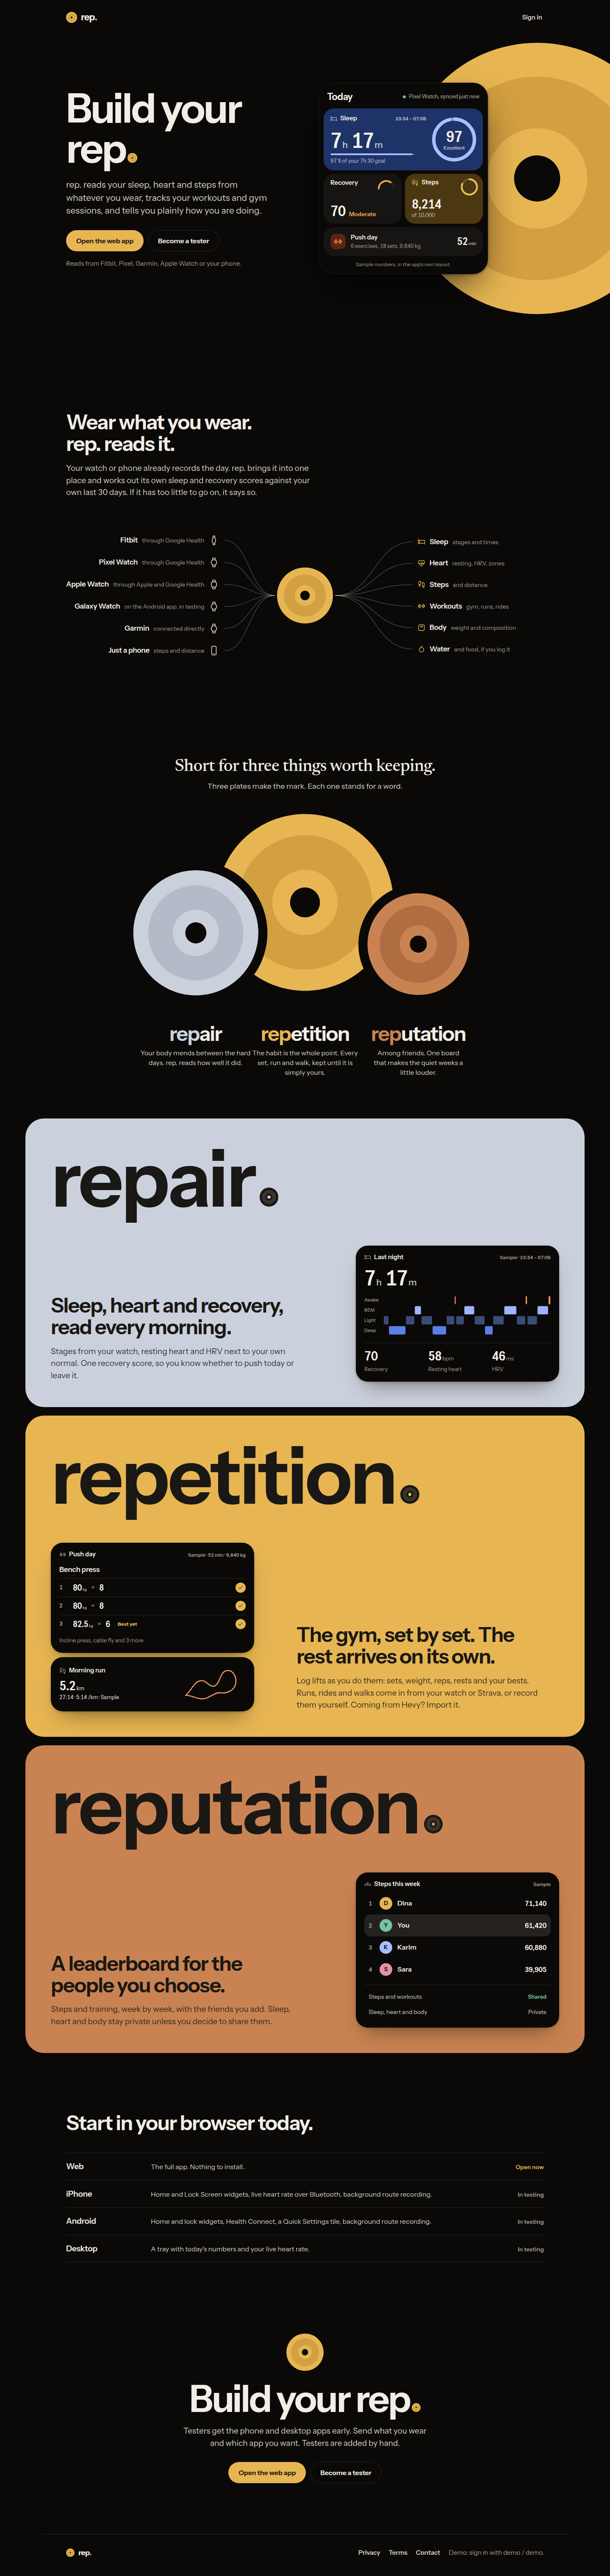 rep.
Sign in
Build your
rep
rep. reads your sleep, heart and steps from
whatever you wear, tracks your workouts and gym
sessions, and tells you plainly how you are doing.
Open the web app
Become a tester
Reads from Fitbit, Pixel, Garmin, Apple Watch or your phone.
Today
Pixel Watch, synced just now
Sleep
23:34 – 07:06
7h 17m
97% of your 7h 30 goal
97
Excellent
Recovery
70 Moderate
Steps
8,214
of 10,000
Push day
6 exercises, 18 sets, 9,840 kg
52 min
Sample numbers, in the app's own layout.
Wear what you wear.
rep. reads it.
Your watch or phone already records the day. rep. brings it into one
place and works out its own sleep and recovery scores against your
own last 30 days. If it has too little to go on, it says so.
Fitbit through Google Health
Pixel Watch through Google Health
Apple Watch through Apple and Google Health
Galaxy Watch on the Android app, in testing
Garmin connected directly
Just a phone steps and distance
Sleep stages and times
Heart resting, HRV, zones
Steps and distance
Workouts gym, runs, rides
Body weight and composition
Water and food, if you log it
Short for three things worth keeping.
Three plates make the mark. Each one stands for a word.
repair
Your body mends between the hard
days. rep. reads how well it did.
repetition
The habit is the whole point. Every
set, run and walk, kept until it is
simply yours.
reputation
Among friends. One board
that makes the quiet weeks a
little louder.
repair
Sleep, heart and recovery,
read every morning.
Stages from your watch, resting heart and HRV next to your own
normal. One recovery score, so you know whether to push today or
leave it.
Last night
Sample · 23:34 – 07:06
7h 17m
Awake
REM
Light
Deep
70
Recovery
58 bpm
Resting heart
46 ms
HRV
repetition
Push day
Sample · 52 min · 9,840 kg
Bench press
1 80 kg × 8
2 80 kg × 8
3 82.5 kg × 6 Best yet
Incline press, cable fly and 3 more
Morning run
5.2 km
27:14 · 5:14 /km · Sample
The gym, set by set. The
rest arrives on its own.
Log lifts as you do them: sets, weight, reps, rests and your bests.
Runs, rides and walks come in from your watch or Strava, or record
them yourself. Coming from Hevy? Import it.
reputation
A leaderboard for the
people you choose.
Steps and training, week by week, with the friends you add. Sleep,
heart and body stay private unless you decide to share them.
Steps this week
Sample
1 D Dina 71,140
2 Y You 61,420
3 K Karim 60,880
4 S Sara 39,905
Steps and workouts Shared
Sleep, heart and body Private
Start in your browser today.
Web The full app. Nothing to install. Open now
iPhone Home and Lock Screen widgets, live heart rate over Bluetooth, background route recording. In testing
Android Home and lock widgets, Health Connect, a Quick Settings tile, background route recording. In testing
Desktop A tray with today's numbers and your live heart rate. In testing
Build your rep
Testers get the phone and desktop apps early. Send what you wear
and which app you want. Testers are added by hand.
Open the web app
Become a tester
rep.
Privacy Terms Contact Demo: sign in with demo / demo.